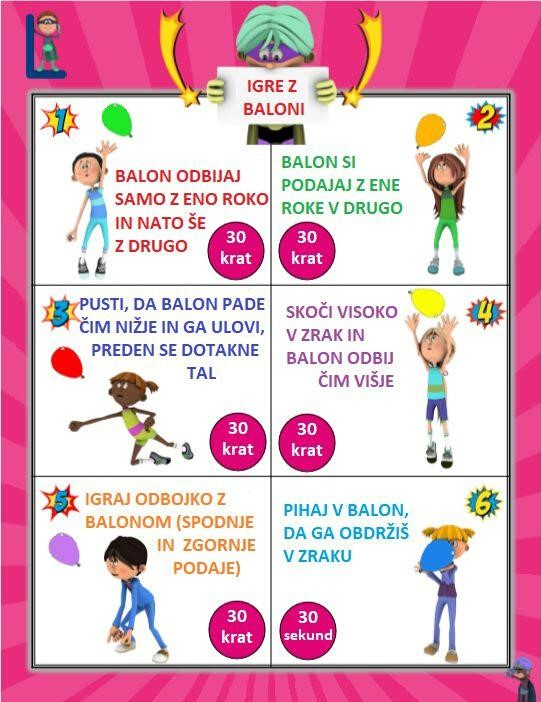 L
IGRE Z
BALONI
1
BALON ODBIJAJ
SAMO Z ENO ROKO
IN NATO ŠE
Z DRUGO
30
krat
2
BALON SI
PODAJAJ Z ENE
ROKE V DRUGO
30
krat
3
PUSTI, DA BALON PADE
ČIM NIŽJE IN GA ULOVI,
PREDEN SE DOTAKNE
TAL
30
krat
4
SKOČI VISOKO
V ZRAK IN
BALON ODBIJ
ČIM VIŠJE
30
krat
5
IGRAJ ODBOJKO Z
BALONOM (SPODNJE
IN ZGORNJE
PODAJE)
30
krat
6
PIHAJ V BALON,
DA GA OBDRŽIŠ
V ZRAKU
30
sekund